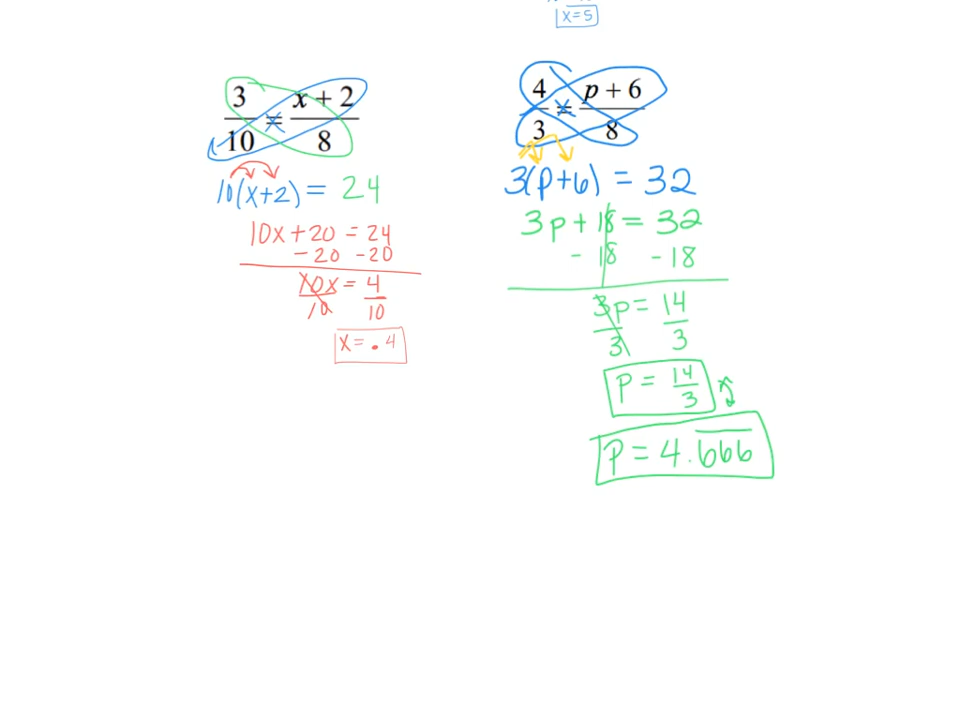 x=5
3/10 = x + 2/8
10(x+2) = 24
10x + 20 = 24
- 20 - 20
10x/10 = 4/10
x = .4
4/3 = p + 6/8
3(p+6) = 32
3p + 18 = 32
- 18 - 18
3p/3 = 14/3
p = 14/3
p = 4.666